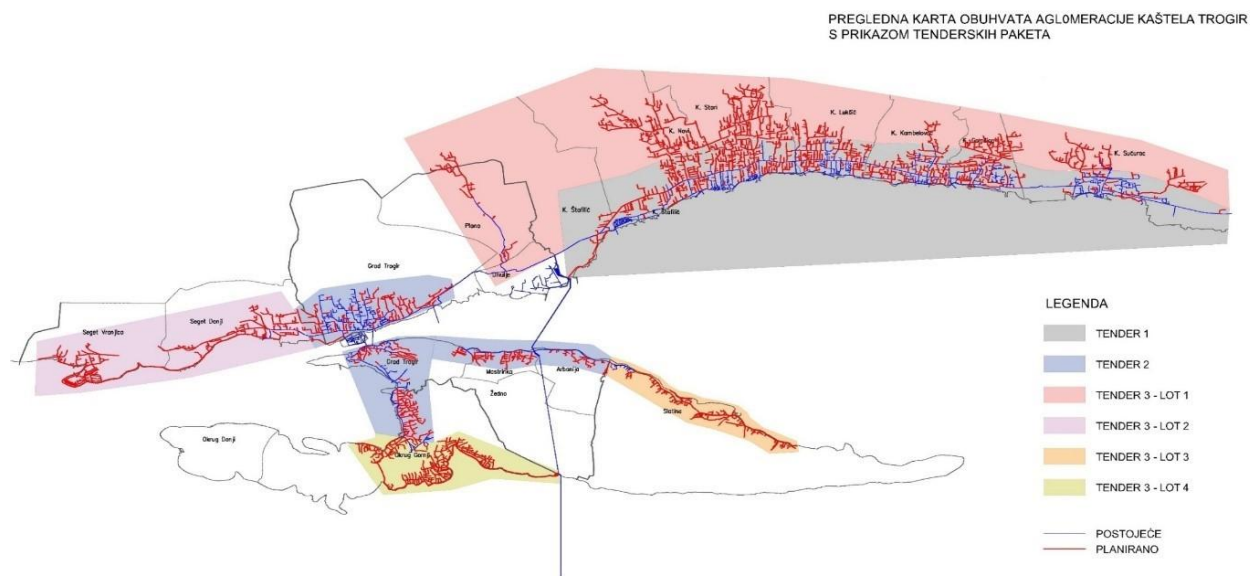 PREGLEDNA KARTA OBUHVATA AGLOMERACIJE KAŠTELA TROGIR
S PRIKAZOM TENDERSKIH PAKETA
K. Stari
K. Novi
K. Lukšić
K. Kambelovac
K. Sućurac
K. Štafilić
K. Štafilić
Plano
Divulje
Grad Trogir
Seget Donji
Seget Vranjica
Grad Trogir
Mastrinka
Arbanija
Žedno
Slatine
Okrug Donji
Okrug Gornji
LEGENDA
TENDER 1
TENDER 2
TENDER 3 - LOT 1
TENDER 3 - LOT 2
TENDER 3 - LOT 3
TENDER 3 - LOT 4
POSTOJEĆE
PLANIRANO